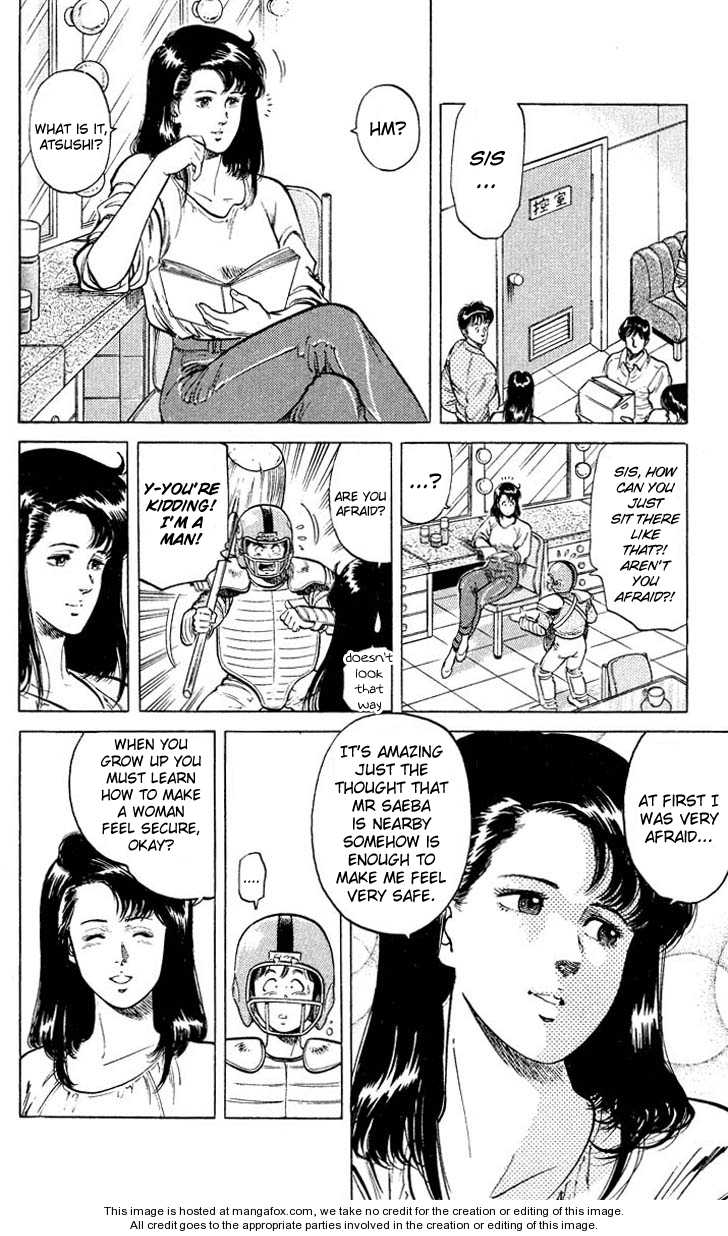 SIS
...
控室
HM?
WHAT IS IT,
ATSUSHI?
SIS, HOW
CAN YOU
JUST
SIT THERE
LIKE
THAT?!
AREN'T
YOU
AFRAID?!
...?
ARE YOU
AFRAID?
doesn't
look
that
way
Y-YOU'RE
KIDDING!
I'M A
MAN!
AT FIRST I
WAS VERY
AFRAID...
IT'S AMAZING
JUST THE
THOUGHT THAT
MR SAEBA
IS NEARBY
SOMEHOW IS
ENOUGH TO
MAKE ME FEEL
VERY SAFE.
....
WHEN YOU
GROW UP YOU
MUST LEARN
HOW TO MAKE
A WOMAN
FEEL SECURE,
OKAY?
This image is hosted at mangafox.com, we take no credit for the creation or editing of this image.
All credit goes to the appropriate parties involved in the creation or editing of this image.